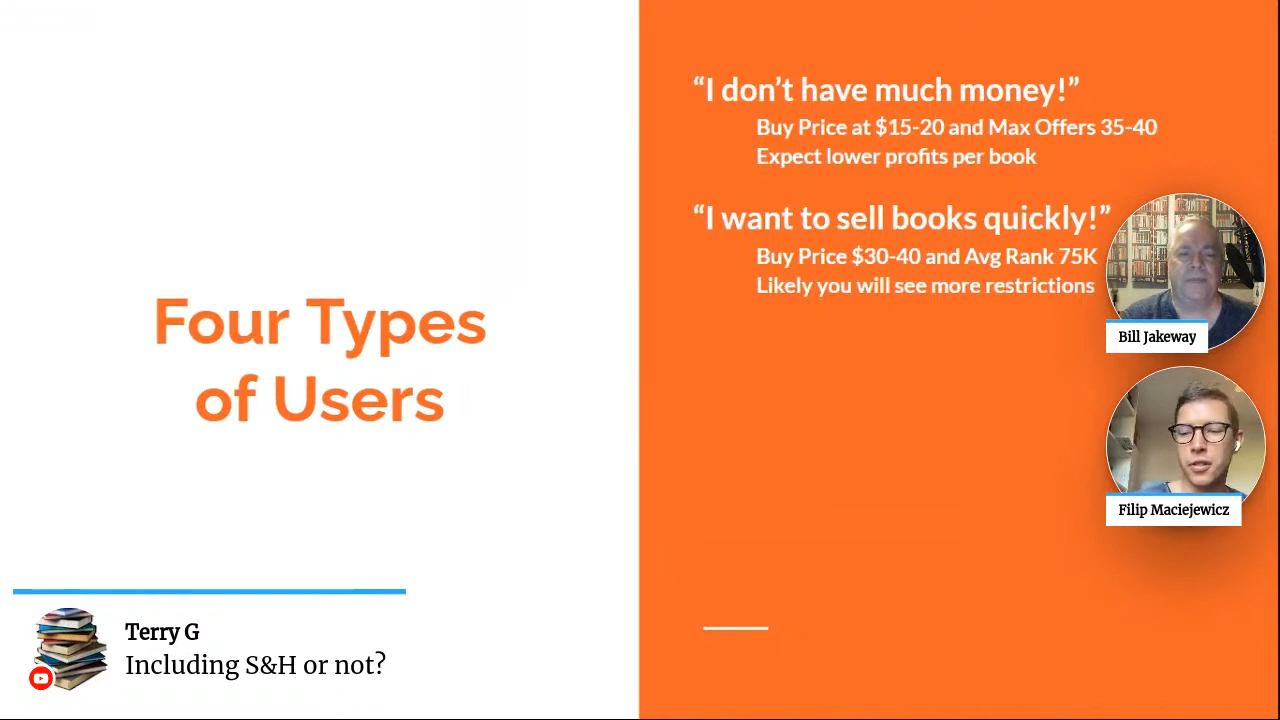 Four Types
of Users
“I don’t have much money!”
Buy Price at $15-20 and Max Offers 35-40
Expect lower profits per book
“I want to sell books quickly!”
Buy Price $30-40 and Avg Rank 75K
Likely you will see more restrictions
Bill Jakeway
Filip Maciejewicz
Terry G
Including S&H or not?